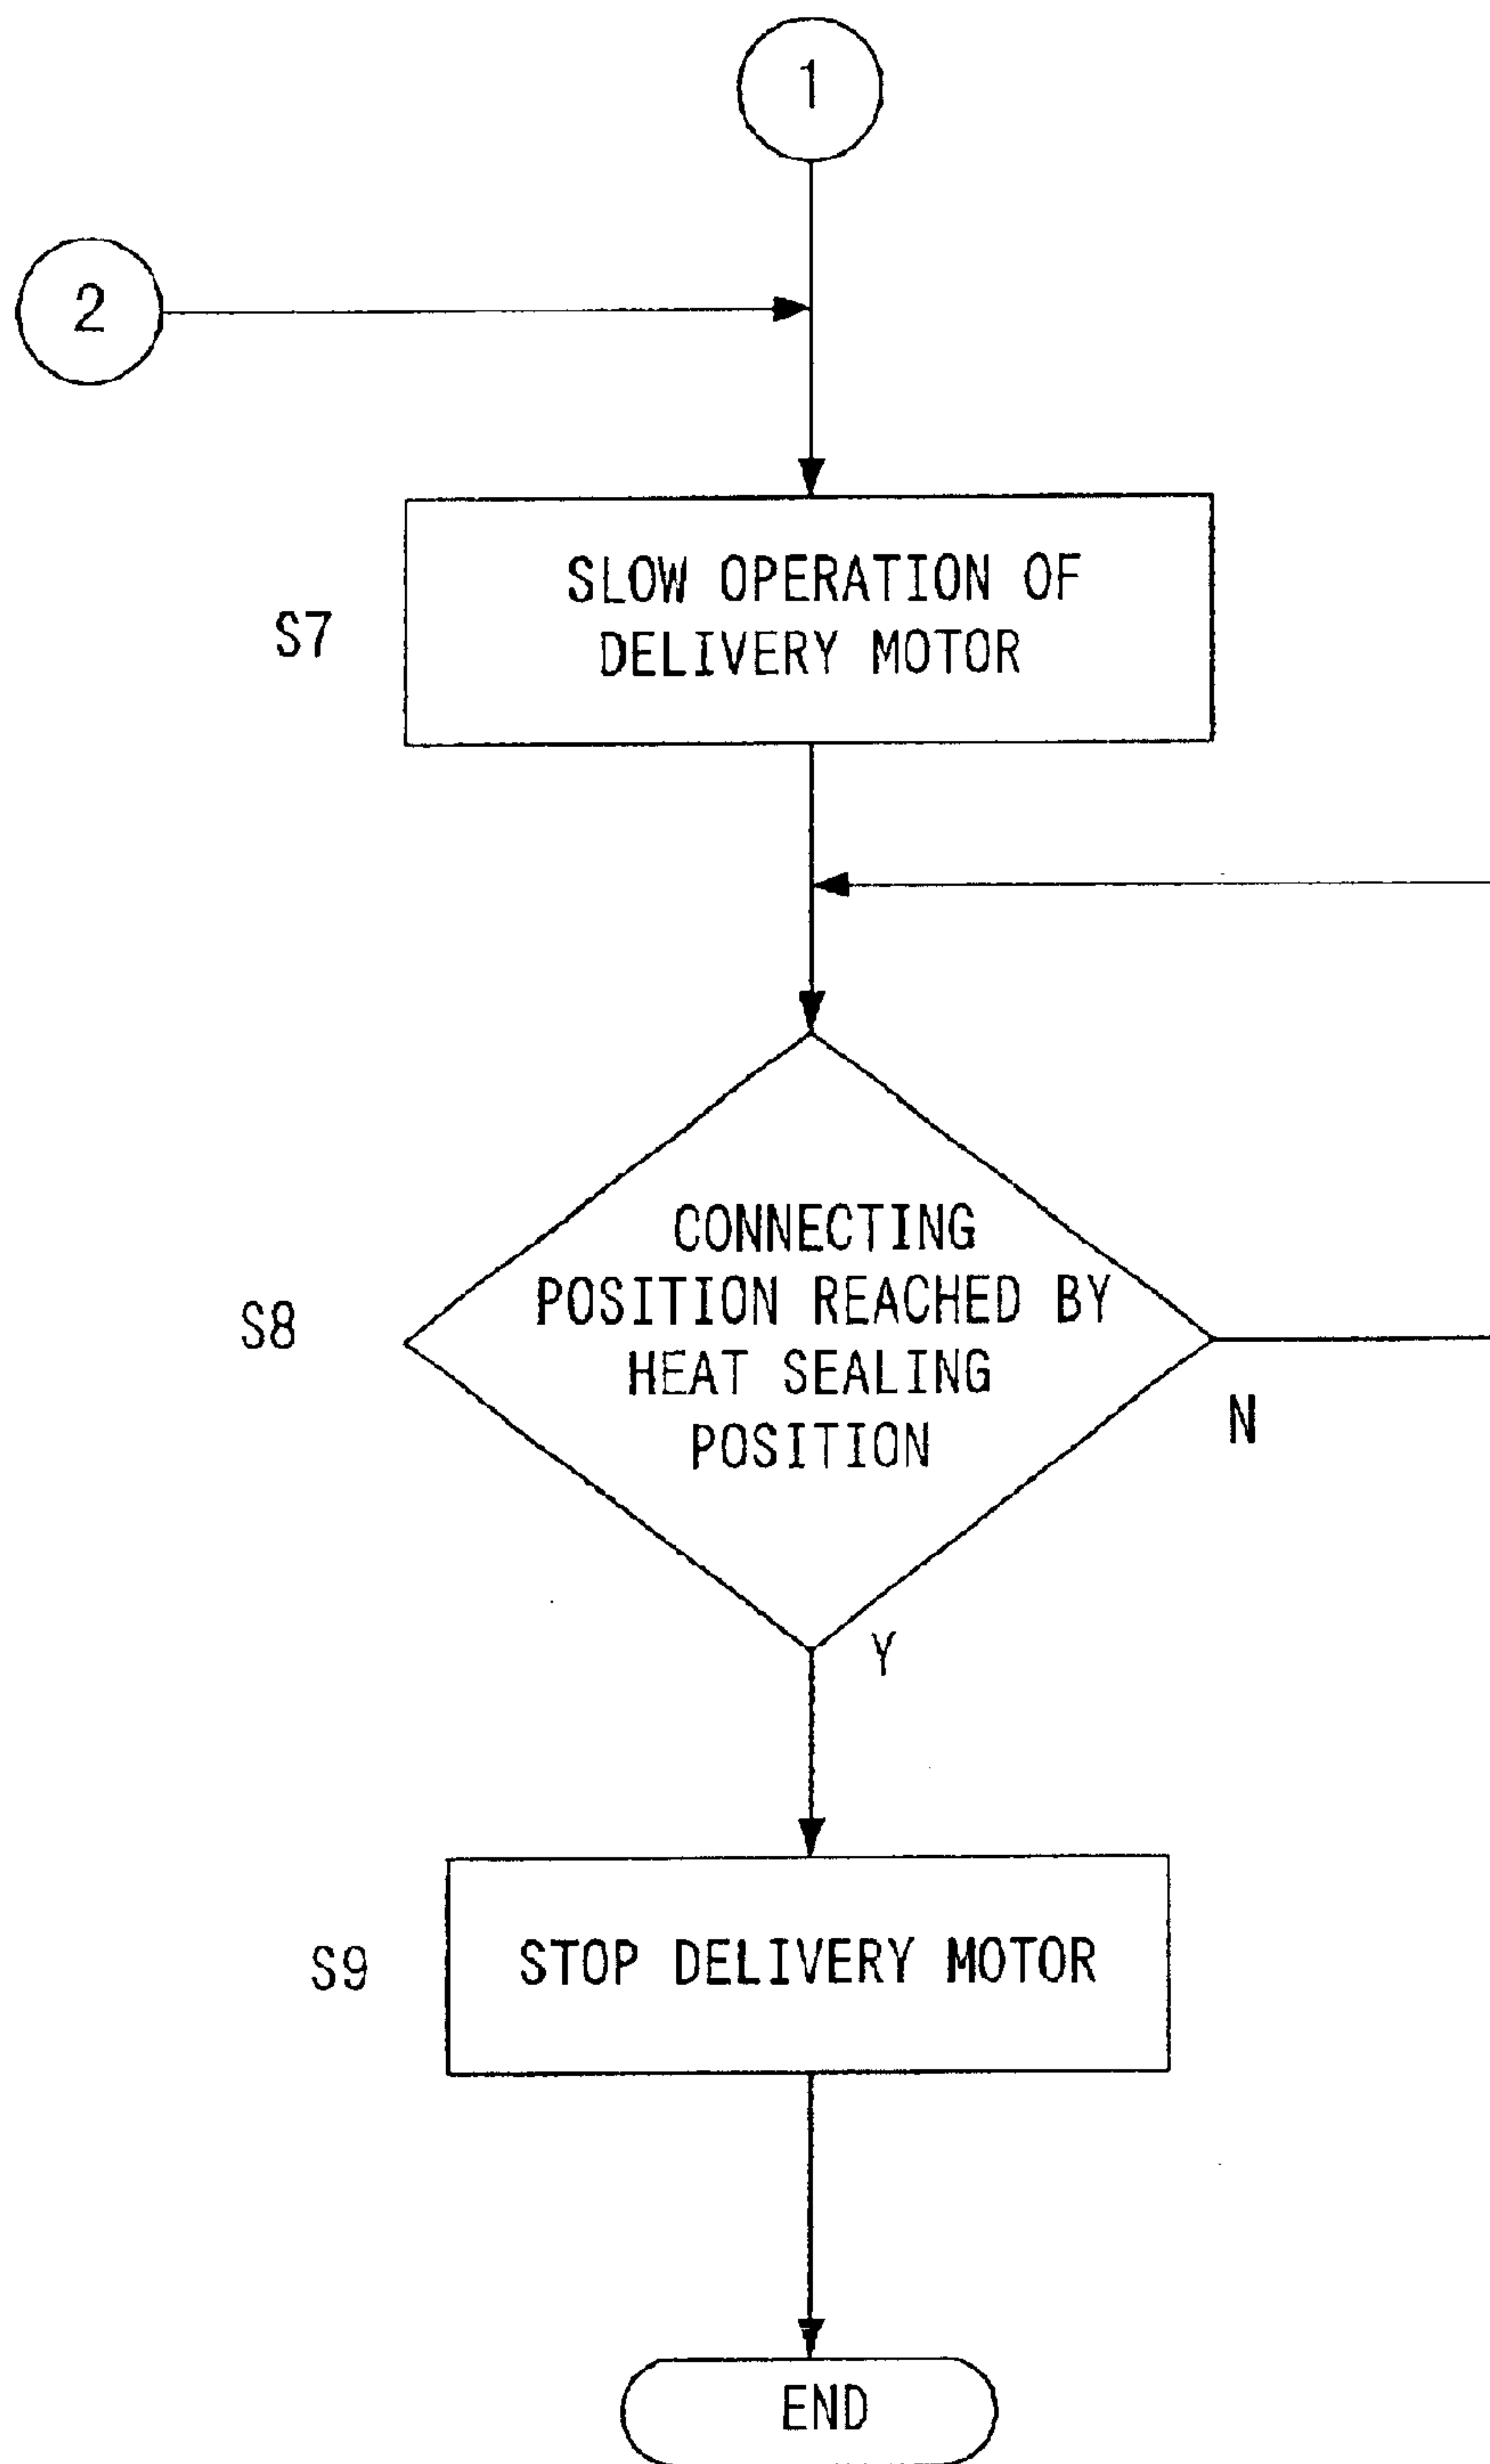 1
2
S7
SLOW OPERATION OF
DELIVERY MOTOR
S8
CONNECTING
POSITION REACHED BY
HEAT SEALING
POSITION
N
Y
S9
STOP DELIVERY MOTOR
END